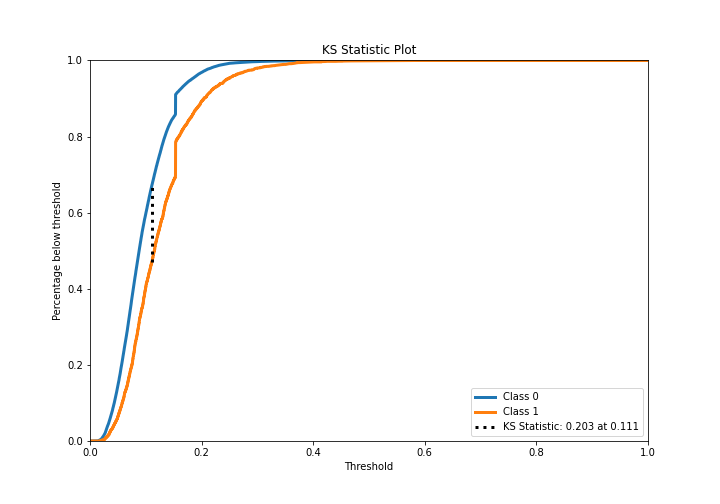 KS Statistic Plot
1.0
0.8
0.6
0.4
0.2
0.0
Percentage below threshold
0.0 0.2 0.4 0.6 0.8 1.0
Threshold
Class 0
Class 1
KS Statistic: 0.203 at 0.111